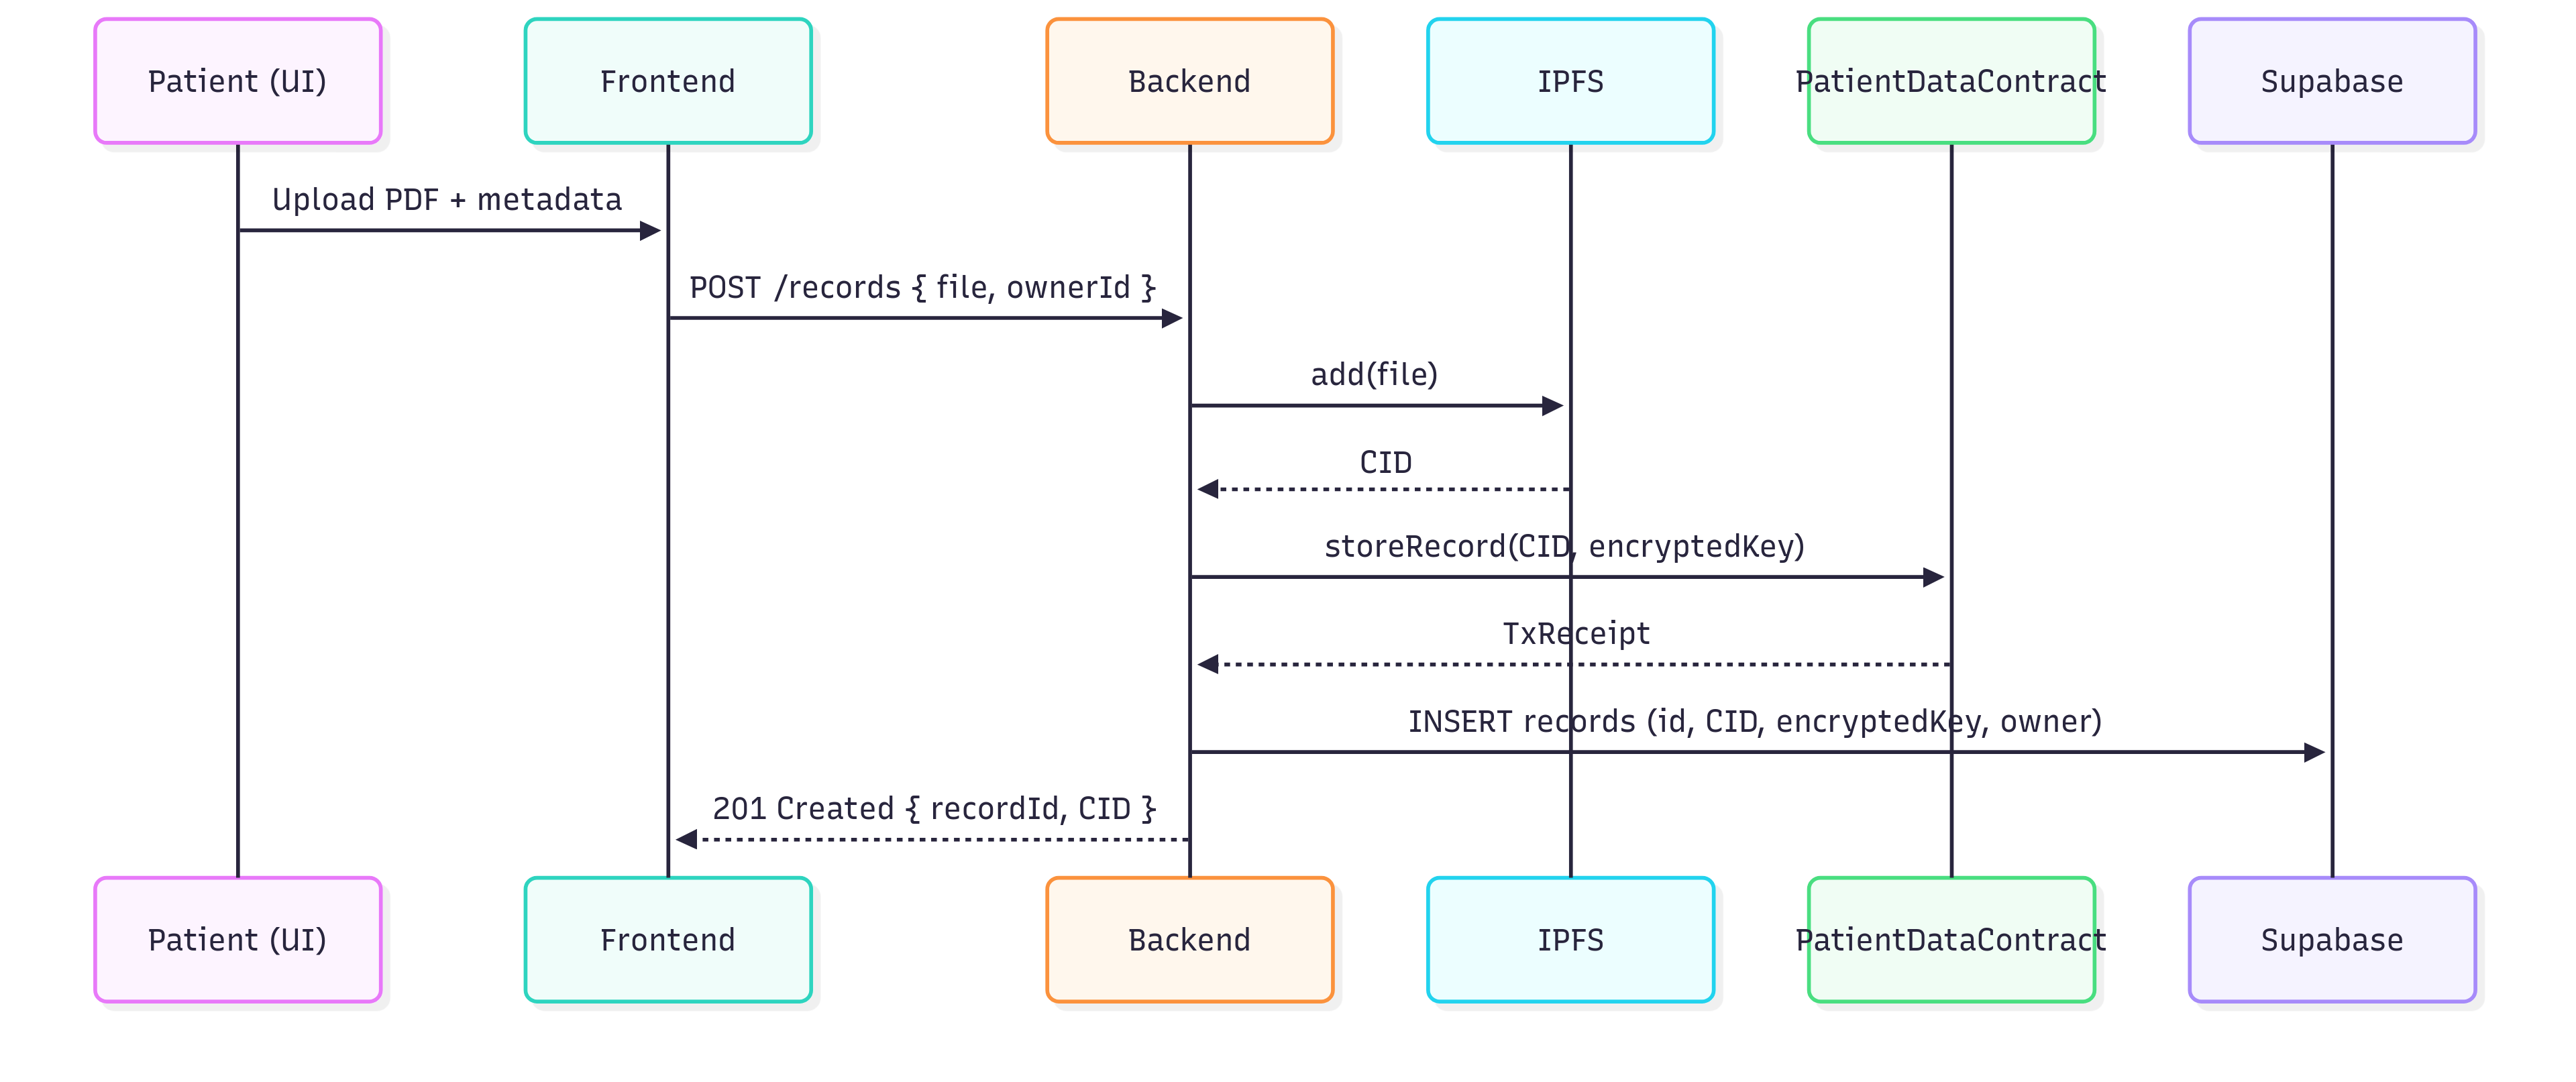 Patient (UI)
Frontend
Backend
IPFS
PatientDataContract
Supabase
Upload PDF + metadata
POST /records { file, ownerId }
add(file)
CID
storeRecord(CID, encryptedKey)
TxReceipt
INSERT records (id, CID, encryptedKey, owner)
201 Created { recordId, CID }
Patient (UI)
Frontend
Backend
IPFS
PatientDataContract
Supabase